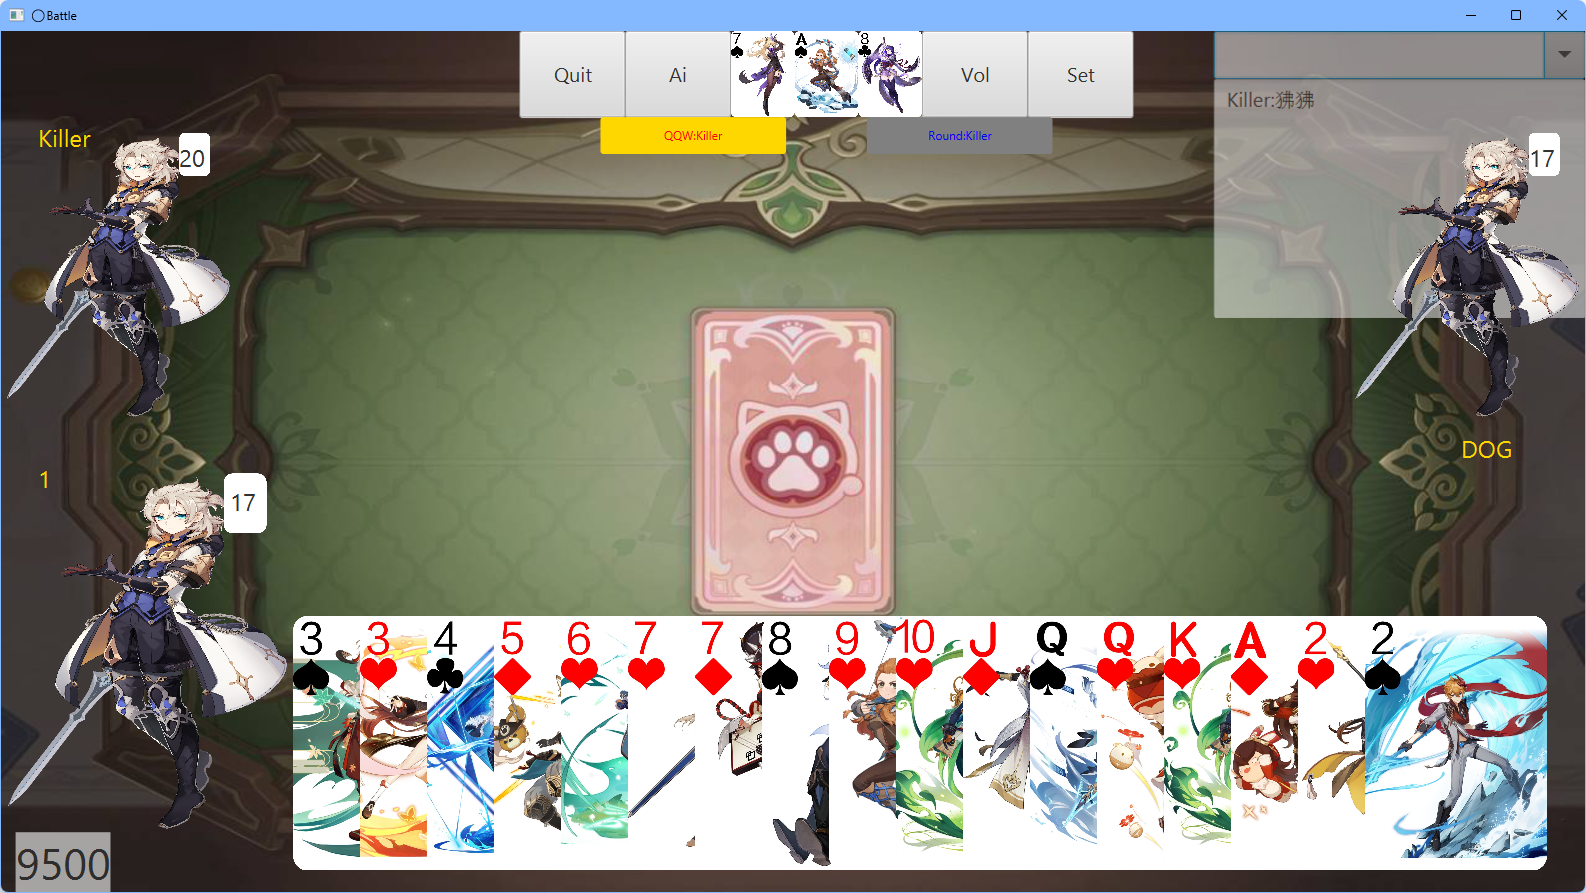 ◯Battle
Quit
Ai
7
A
8
Vol
Set
QQW:Killer
Round:Killer
Killer:狒狒
Killer
20
17
1
17
DOG
3
3
4
5
6
7
7
8
9
10
J
Q
Q
K
A
2
2
9500